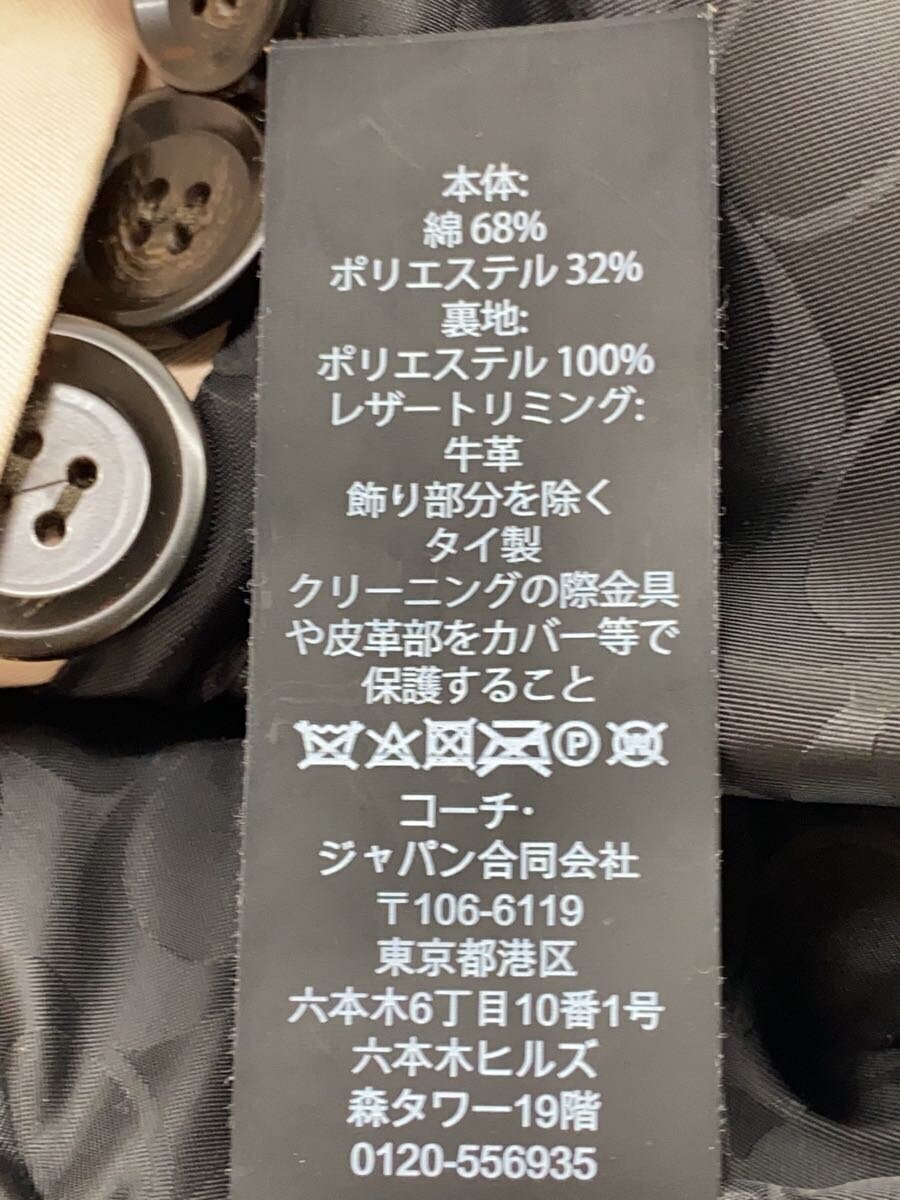 本体:
綿 68%
ポリエステル 32%
裏地:
ポリエステル 100%
レザートリミング:
牛革
飾り部分を除く
タイ製
クリーニングの際金具
や皮革部をカバー等で
保護すること
P W
コーチ・
ジャパン合同会社
〒106-6119
東京都港区
六本木6丁目10番1号
六本木ヒルズ
森タワー19階
0120-556935